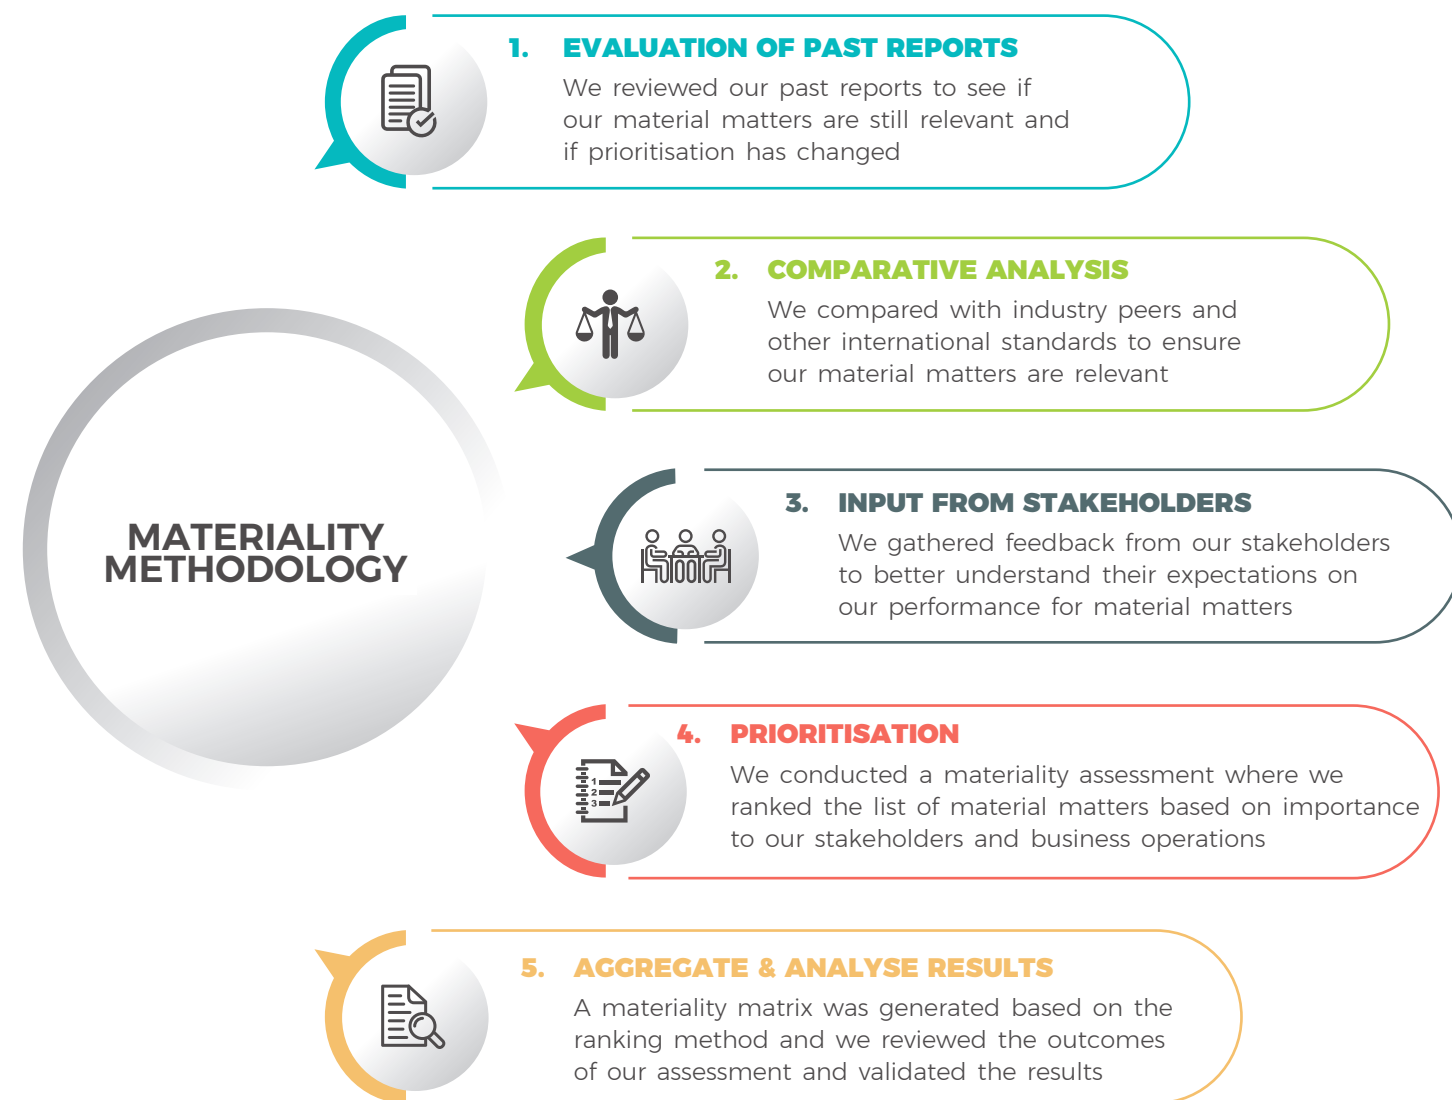 MATERIALITY
METHODOLOGY
1. EVALUATION OF PAST REPORTS
We reviewed our past reports to see if
our material matters are still relevant and
if prioritisation has changed
2. COMPARATIVE ANALYSIS
We compared with industry peers and
other international standards to ensure
our material matters are relevant
3. INPUT FROM STAKEHOLDERS
We gathered feedback from our stakeholders
to better understand their expectations on
our performance for material matters
4. PRIORITISATION
We conducted a materiality assessment where we
ranked the list of material matters based on importance
to our stakeholders and business operations
1
2
3
5. AGGREGATE & ANALYSE RESULTS
A materiality matrix was generated based on the
ranking method and we reviewed the outcomes
of our assessment and validated the results